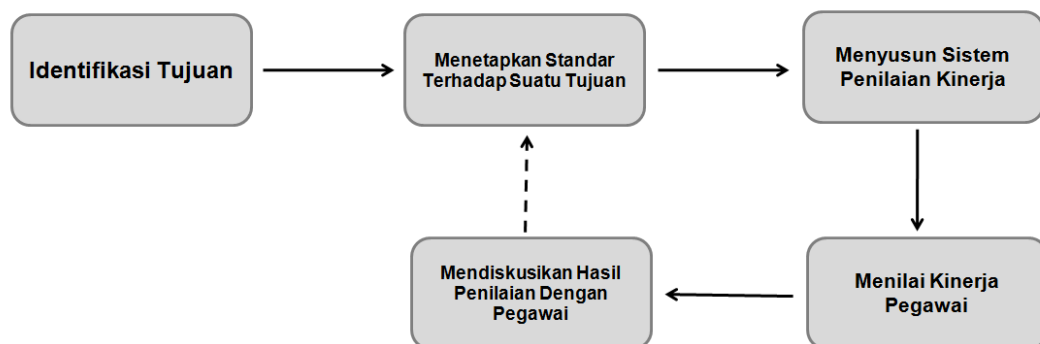 Identifikasi Tujuan
Menetapkan Standar
Terhadap Suatu Tujuan
Menyusun Sistem
Penilaian Kinerja
Menilai Kinerja
Pegawai
Mendiskusikan Hasil
Penilaian Dengan
Pegawai